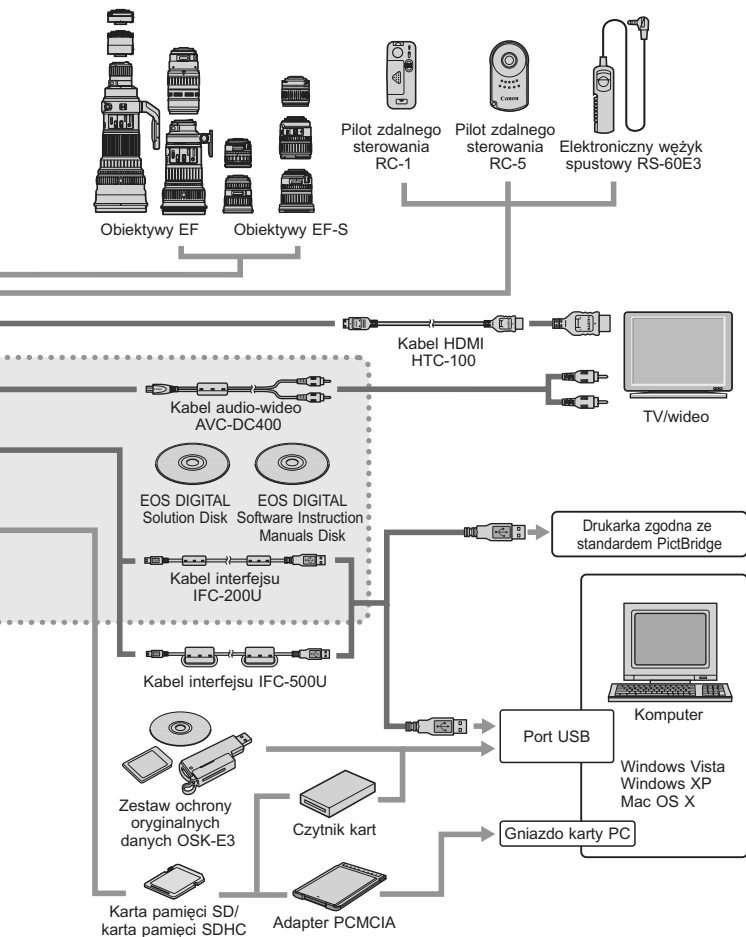 Canon
Pilot zdalnego
sterowania
RC-1
Pilot zdalnego
sterowania
RC-5
Elektroniczny wężyk
spustowy RS-60E3
Obiektywy EF
Obiektywy EF-S
Kabel HDMI
HTC-100
Kabel audio-wideo
AVC-DC400
TV/wideo
EOS DIGITAL
Solution Disk
EOS DIGITAL
Software Instruction
Manuals Disk
Drukarka zgodna ze
standardem PictBridge
Kabel interfejsu
IFC-200U
Kabel interfejsu IFC-500U
Komputer
Port USB
Windows Vista
Windows XP
Mac OS X
Zestaw ochrony
oryginalnych
danych OSK-E3
Czytnik kart
Gniazdo karty PC
Karta pamięci SD/
karta pamięci SDHC
Adapter PCMCIA